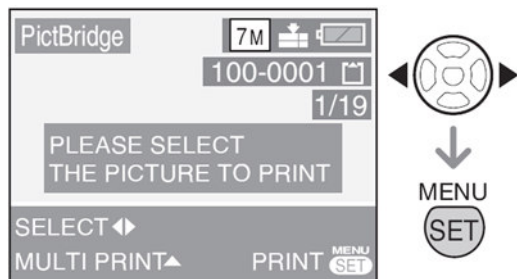 PictBridge 7M
100-0001
1/19
PLEASE SELECT
THE PICTURE TO PRINT
SELECT
MULTI PRINT PRINT MENU SET
MENU
SET